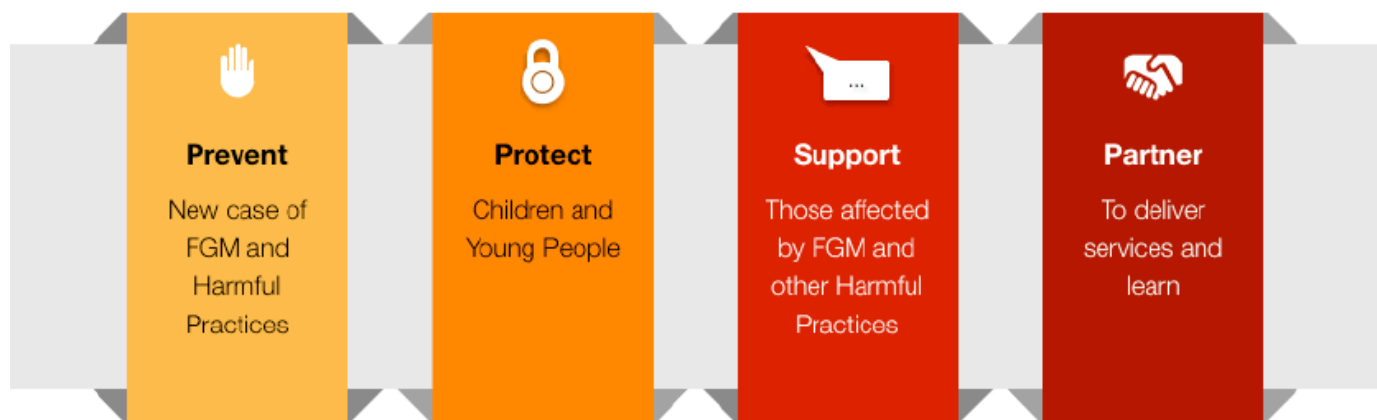 ...
Prevent
New case of
FGM and
Harmful
Practices
Protect
Children and
Young People
Support
Those affected
by FGM and
other Harmful
Practices
Partner
To deliver
services and
learn